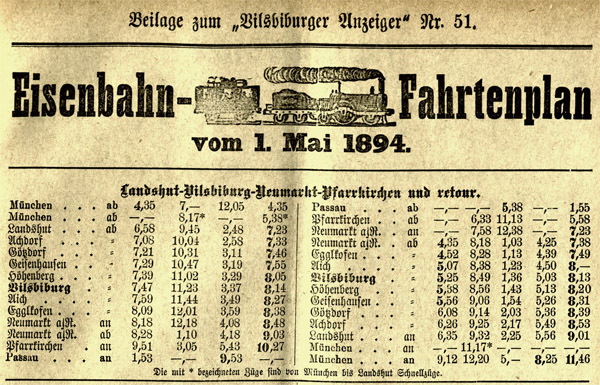 Beilage zum „Vilsbiburger Anzeiger“ Nr. 51.
Eisenbahn-Fahrtenplan
vom 1. Mai 1894.
Landshut-Vilsbiburg-Neumarkt-Pfarrkirchen und retour.
München . . . ab 4,35 7,— 12,05 4,35
München . . . ab —,— 8,17* —,— 5,38*
Landshut . . ab 6,58 9,45 2,48 7,23
Achdorf . . . 7,08 10,04 2,58 7,33
Götzdorf . . . 7,21 10,31 3,11 7,46
Geisenhausen . . 7,29 10,47 3,19 7,55
Höhenberg . . . 7,39 11,02 3,29 8,05
Vilsbiburg . . 7,47 11,23 3,37 8,14
Aich . . . . 7,59 11,44 3,49 8,27
Egglkofen . . . 8,09 12,01 3,59 8,38
Neumarkt a/R. . an 8,18 12,18 4,08 8,48
Neumarkt a/R. . ab 8,28 1,10 4,18 9,03
Pfarrkirchen . . an 9,51 3,05 5,43 10,27
Passau . . . an 1,53 —,— 9,53 —,—
Passau . . . ab —,— —,— 5,38 —,— 1,55
Pfarrkirchen . . ab —,— 6,33 11,13 —,— 5,58
Neumarkt a/R. . an —,— 7,58 12,38 —,— 7,23
Neumarkt a/R. . ab 4,35 8,18 1,03 4,25 7,38
Egglkofen . . . 4,52 8,28 1,13 4,39 7,49
Aich . . . . 5,07 8,38 1,23 4,50 8,—
Vilsbiburg . . 5,25 8,49 1,36 5,03 8,13
Höhenberg . . . 5,38 8,56 1,43 5,13 8,20
Geisenhausen . . 5,56 9,06 1,54 5,26 8,31
Götzdorf . . . 6,08 9,14 2,03 5,36 8,39
Achdorf . . . 6,26 9,25 2,17 5,49 8,53
Landshut . . an 6,35 9,32 2,25 5,56 9,01
München . . . an —,— 11,17* —,— —,— —,—
München . . . an 9,12 12,20 5,— 8,25 11,46
Die mit * bezeichneten Züge sind von München bis Landshut Schnellzüge.